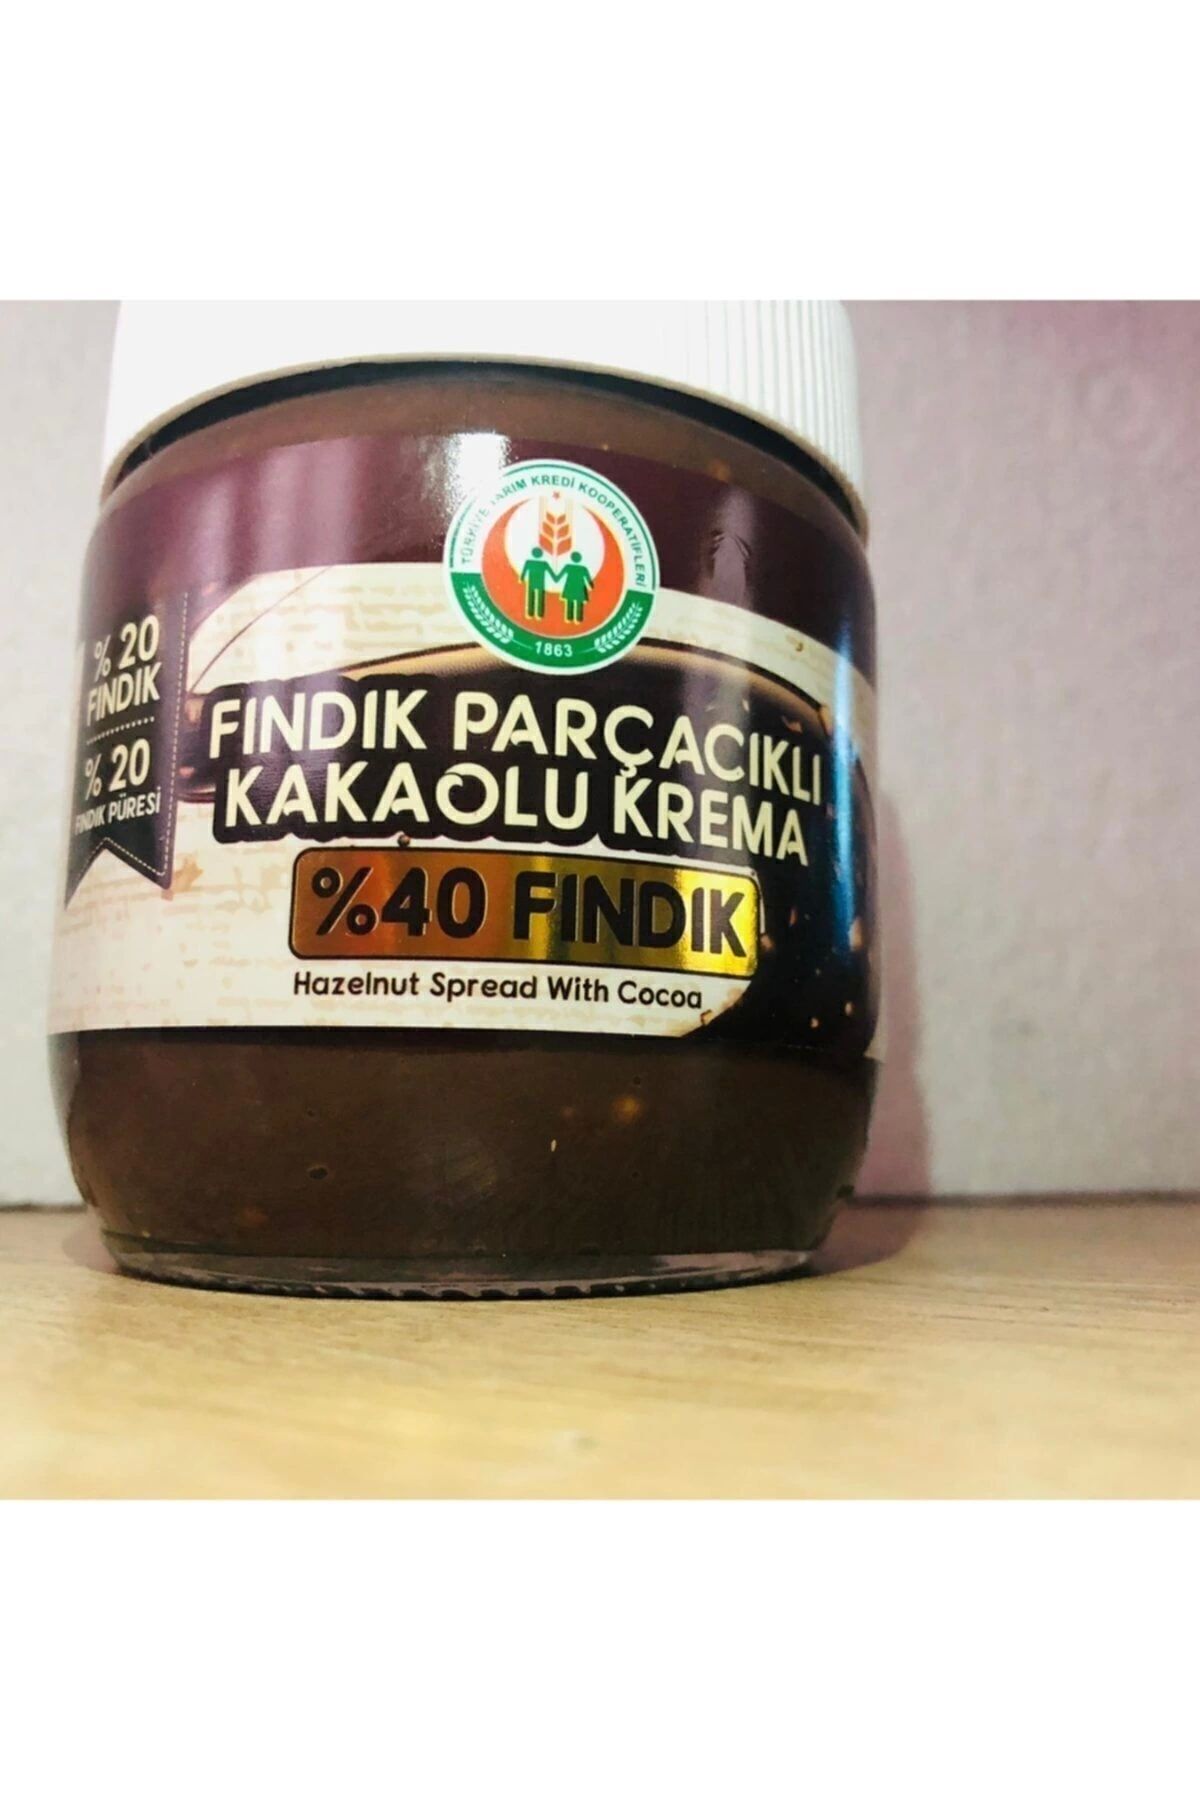 TÜRKİYE TARIM KREDİ KOOPERATİFLERİ
1863
% 20
FINDIK
% 20
FINDIK PÜRESİ
FINDIK PARÇACIKLI
KAKAOLU KREMA
%40 FINDIK
Hazelnut Spread With Cocoa